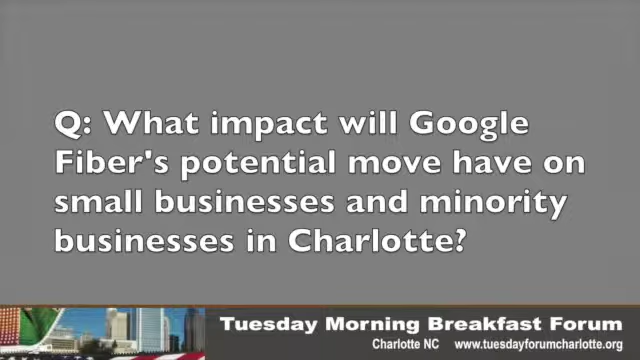 Q: What impact will Google
Fiber's potential move have on
small businesses and minority
businesses in Charlotte?
Tuesday Morning Breakfast Forum
Charlotte NC www.tuesdayforumcharlotte.org